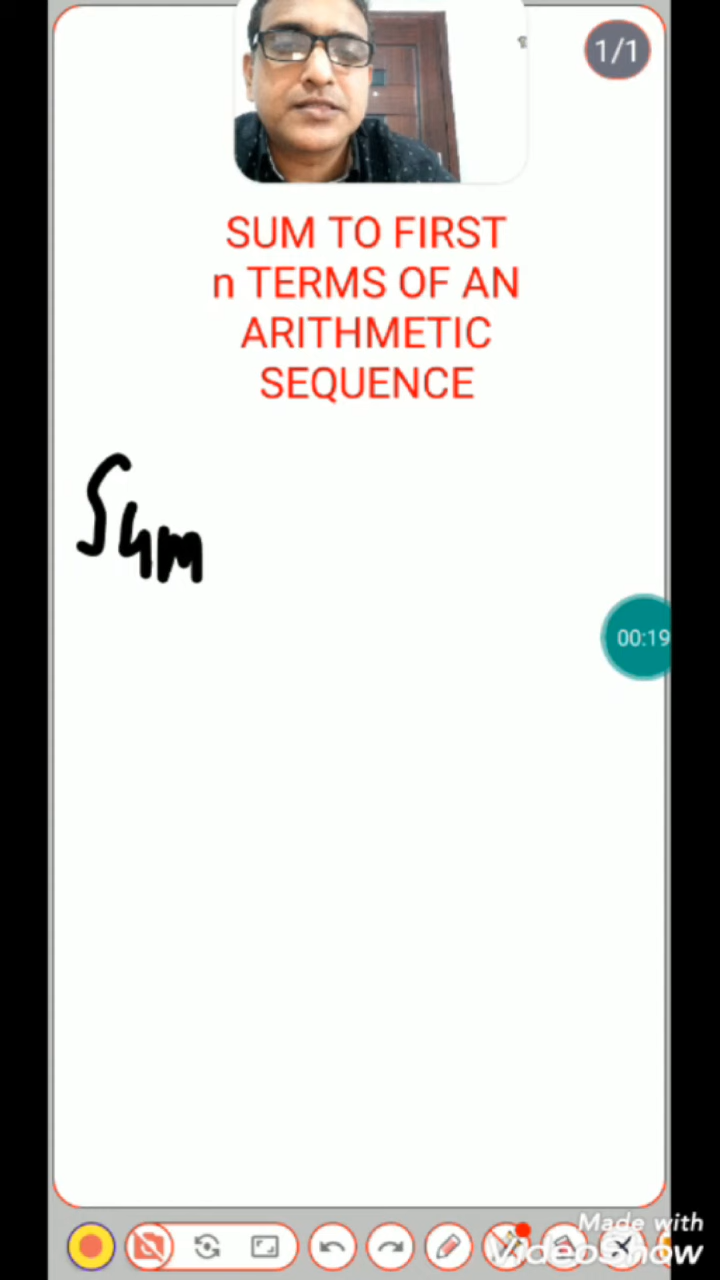 1/1
SUM TO FIRST
n TERMS OF AN
ARITHMETIC
SEQUENCE
Sum
00:19
Made with
VideoShow